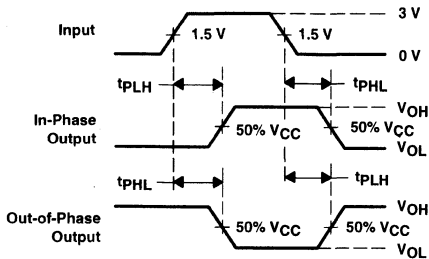 3 V
Input
1.5 V
1.5 V
0 V
tPLH
tPHL
VOH
In-Phase
Output
50% VCC
50% VCC
VOL
tPHL
tPLH
VOH
Out-of-Phase
Output
50% VCC
50% VCC
VOL